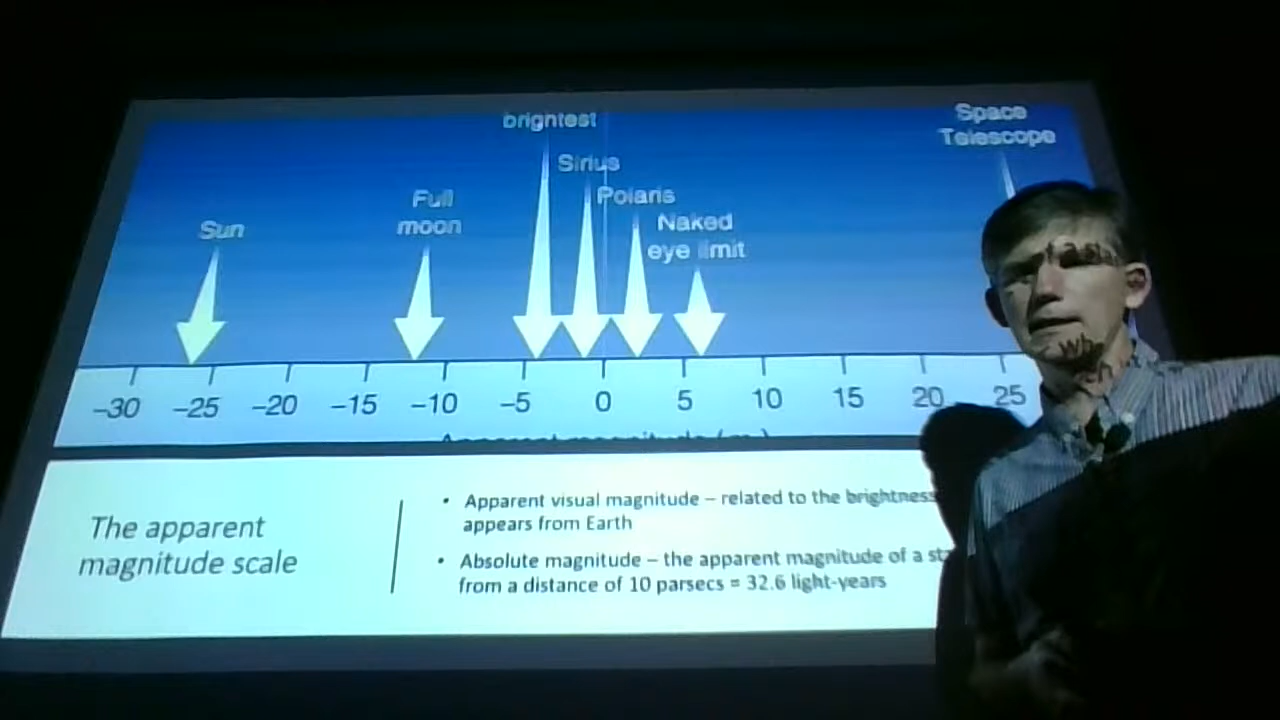 brightest
Sirius
Polaris
Naked
eye limit
Full
moon
Sun
Space
Telescope
−30 −25 −20 −15 −10 −5 0 5 10 15 20 25
Apparent magnitude (m )
The apparent
magnitude scale
• Apparent visual magnitude – related to the brightness
appears from Earth
• Absolute magnitude – the apparent magnitude of a
from a distance of 10 parsecs = 32.6 light-years